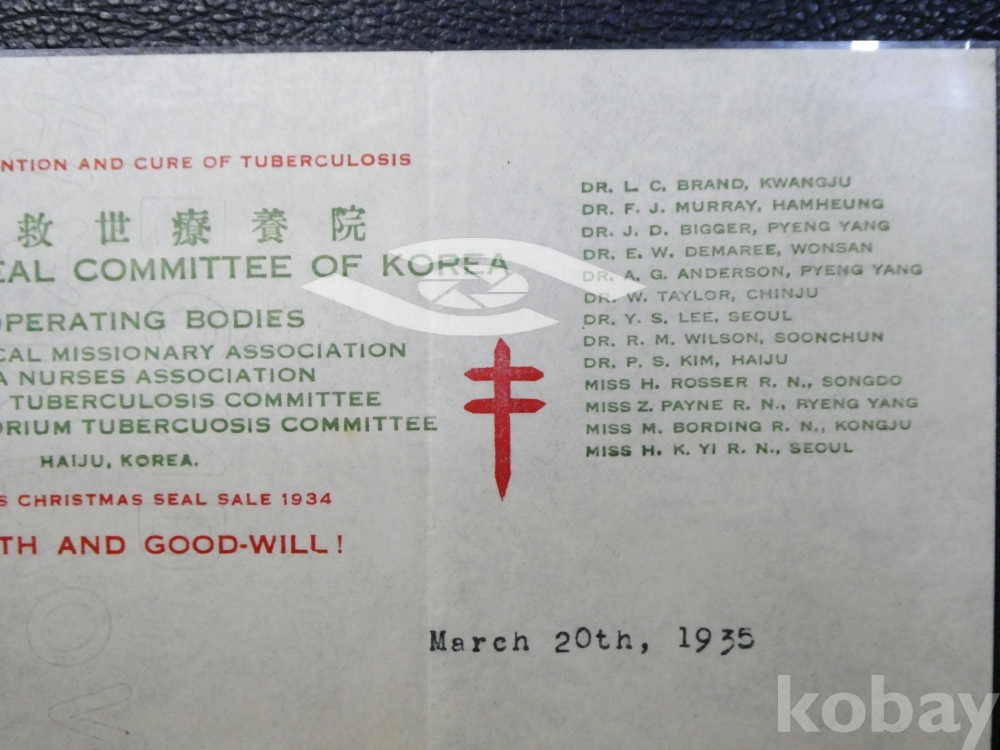 NTION AND CURE OF TUBERCULOSIS
救世療養院
EAL COMMITTEE OF KOREA
OPERATING BODIES
CAL MISSIONARY ASSOCIATION
A NURSES ASSOCIATION
TUBERCULOSIS COMMITTEE
ORIUM TUBERCUOSIS COMMITTEE
HAIJU, KOREA.
S CHRISTMAS SEAL SALE 1934
TH AND GOOD-WILL!
DR. L. C. BRAND, KWANGJU
DR. F. J. MURRAY, HAMHEUNG
DR. J. D. BIGGER, PYENG YANG
DR. E. W. DEMAREE, WONSAN
DR. A. G. ANDERSON, PYENG YANG
DR. W. TAYLOR, CHINJU
DR. Y. S. LEE, SEOUL
DR. R. M. WILSON, SOONCHUN
DR. P. S. KIM, HAIJU
MISS H. ROSSER R. N., SONGDO
MISS Z. PAYNE R. N., PYENG YANG
MISS M. BORDING R. N., KONGJU
MISS H. K. YI R. N., SEOUL
March 20th, 1935
kobay